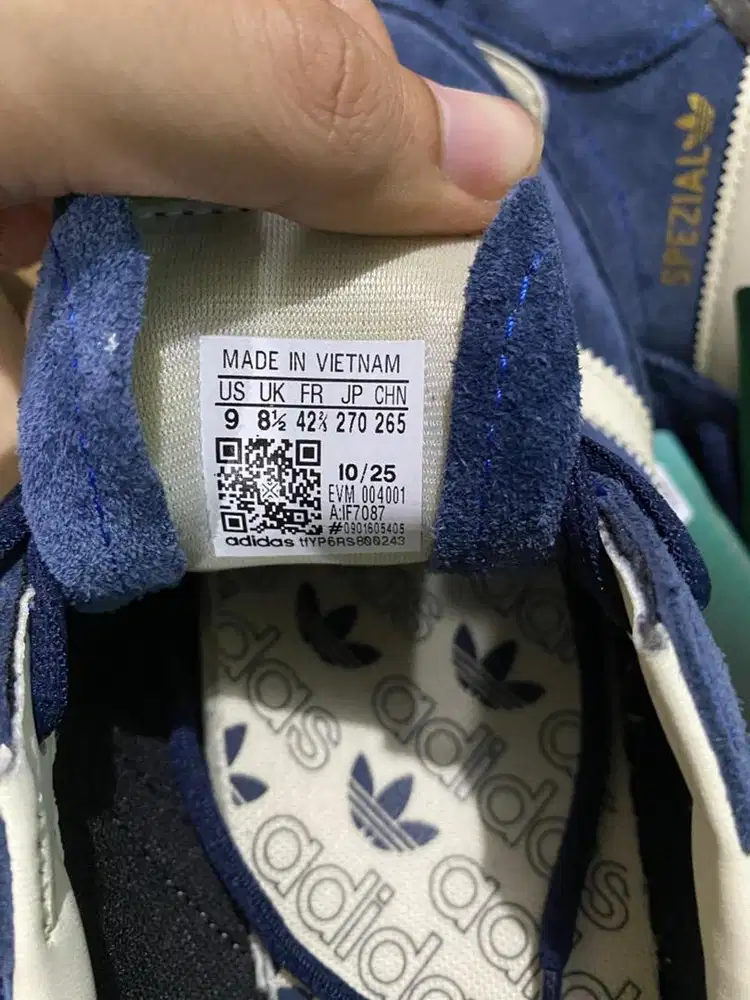 SPEZIAL
MADE IN VIETNAM
US UK FR JP CHN
9 8½ 42⅔ 270 265
10/25
EVM 004001
A:IF7087
#0901605405
adidas tfYP6RS800243
adidas
adidas
adidas